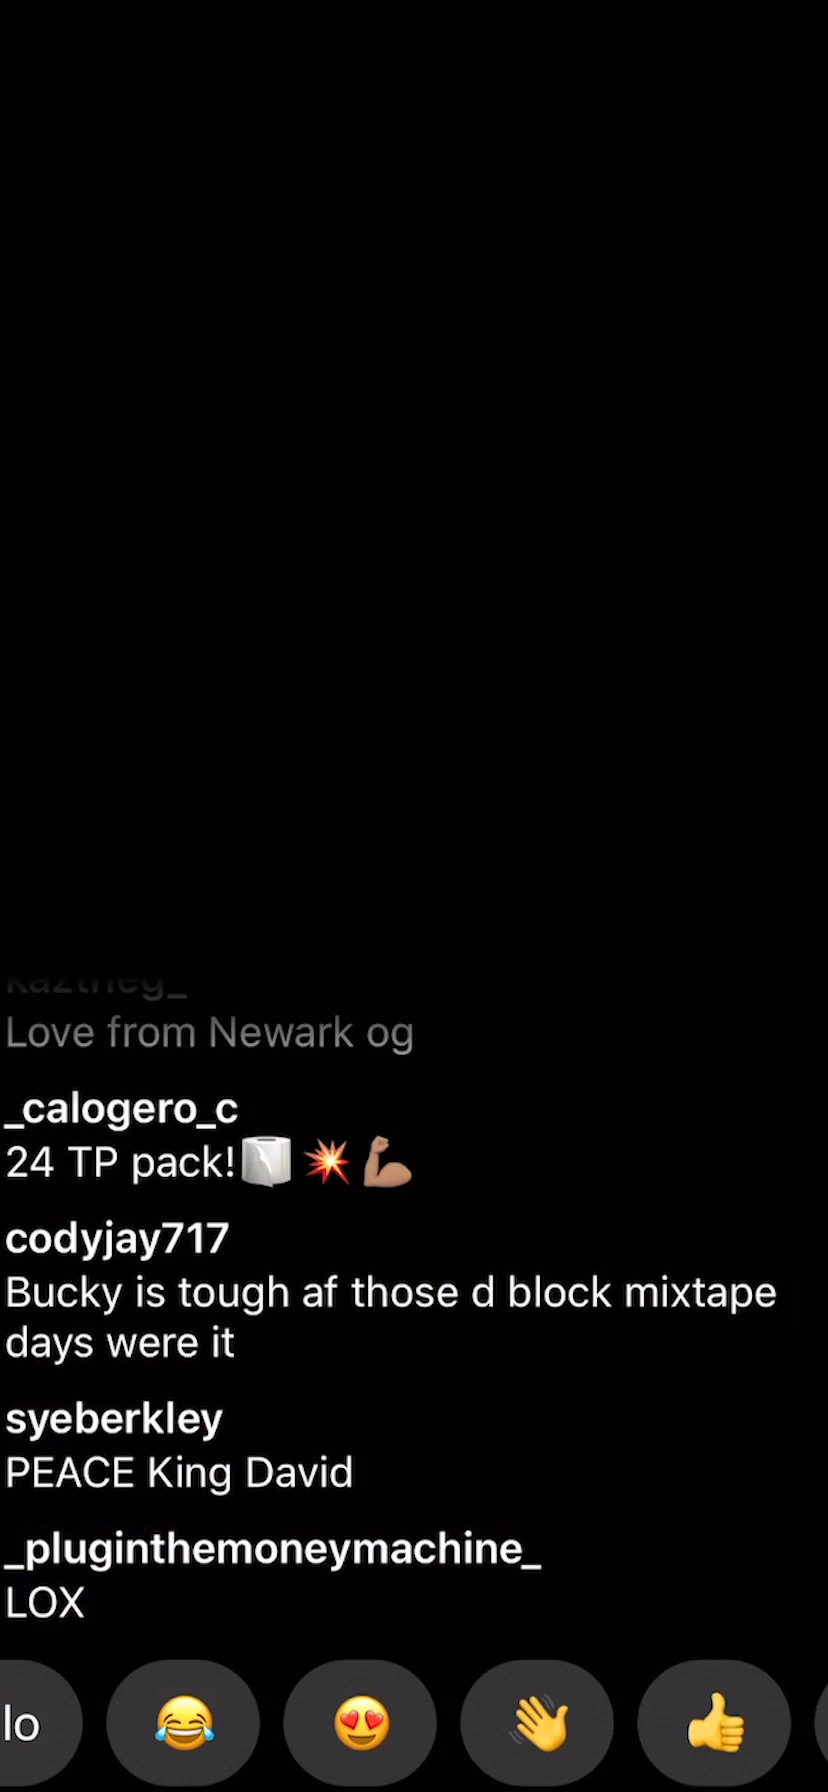 Love from Newark og
_calogero_c
24 TP pack!🧻💥💪🏽
codyjay717
Bucky is tough af those d block mixtape
days were it
syeberkley
PEACE King David
_pluginthemoneymachine_
LOX
lo 😂 😍 👋 👍